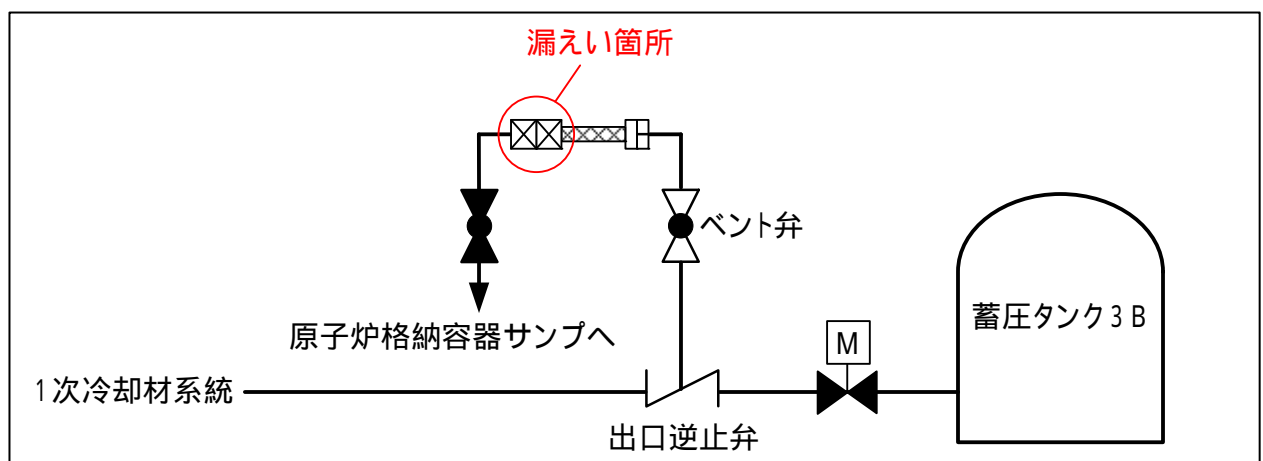 漏えい箇所
ベント弁
原子炉格納容器サンプへ
蓄圧タンク3B
M
1次冷却材系統
出口逆止弁